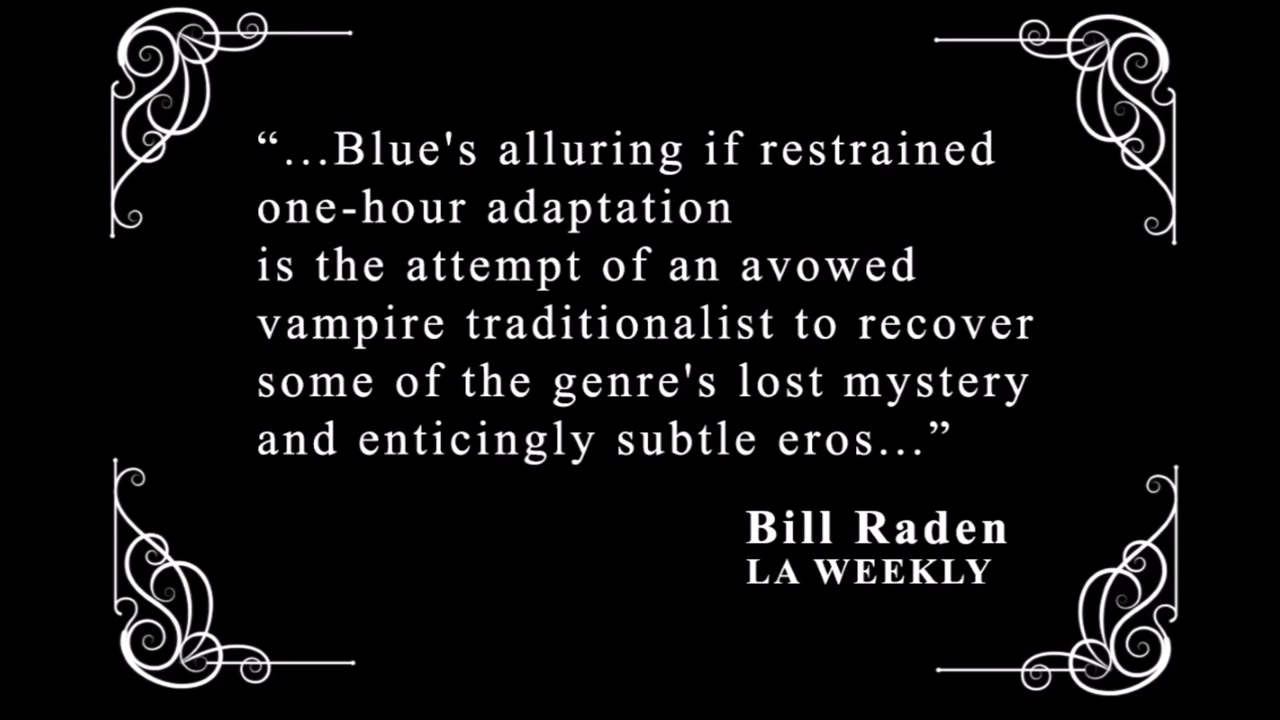 “...Blue's alluring if restrained
one-hour adaptation
is the attempt of an avowed
vampire traditionalist to recover
some of the genre's lost mystery
and enticingly subtle eros...”
Bill Raden
LA WEEKLY